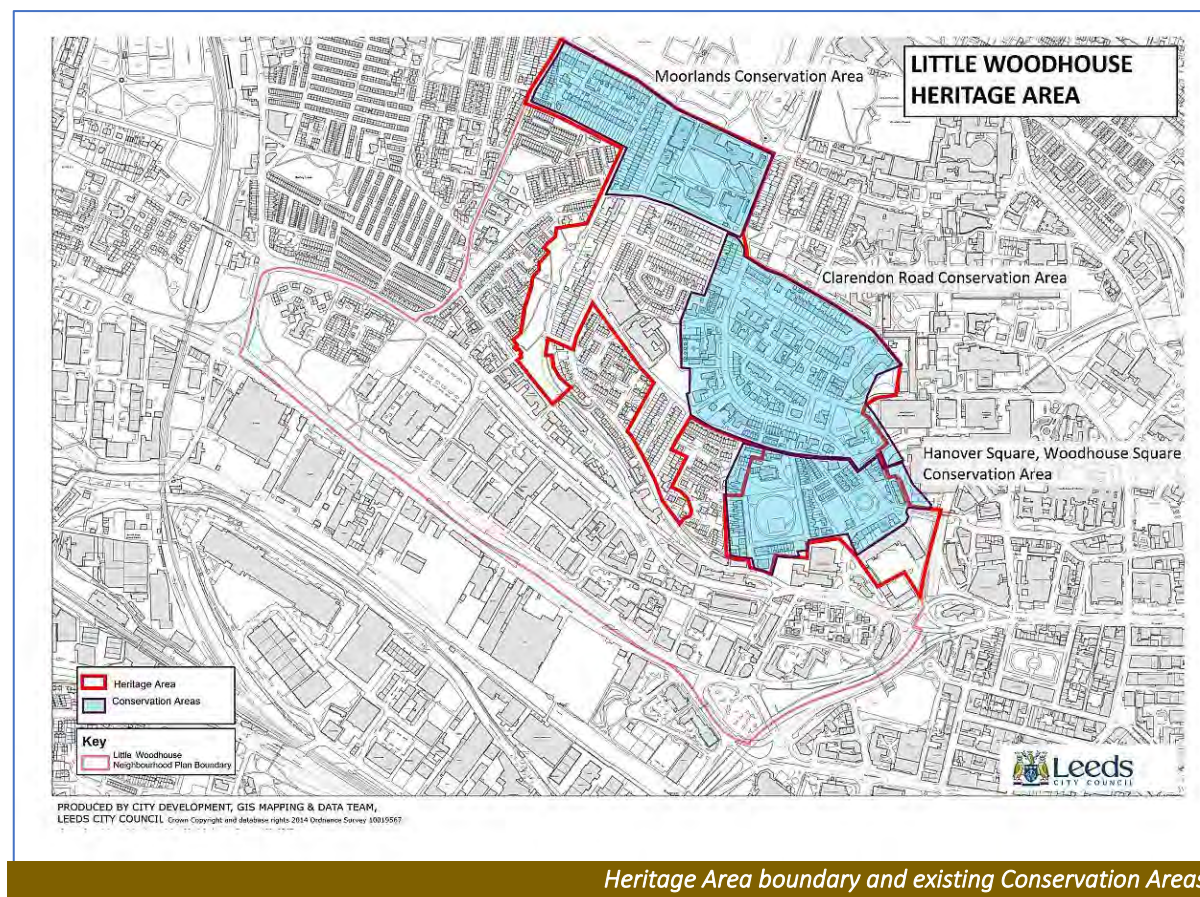 LITTLE WOODHOUSE
HERITAGE AREA
Moorlands Conservation Area
Clarendon Road Conservation Area
Hanover Square, Woodhouse Square
Conservation Area
Heritage Area
Conservation Areas
Key
Little Woodhouse
Neighbourhood Plan Boundary
Leeds
CITY COUNCIL
PRODUCED BY CITY DEVELOPMENT, GIS MAPPING & DATA TEAM,
LEEDS CITY COUNCIL Crown Copyright and database rights 2014 Ordnance Survey 10019567
Heritage Area boundary and existing Conservation Areas